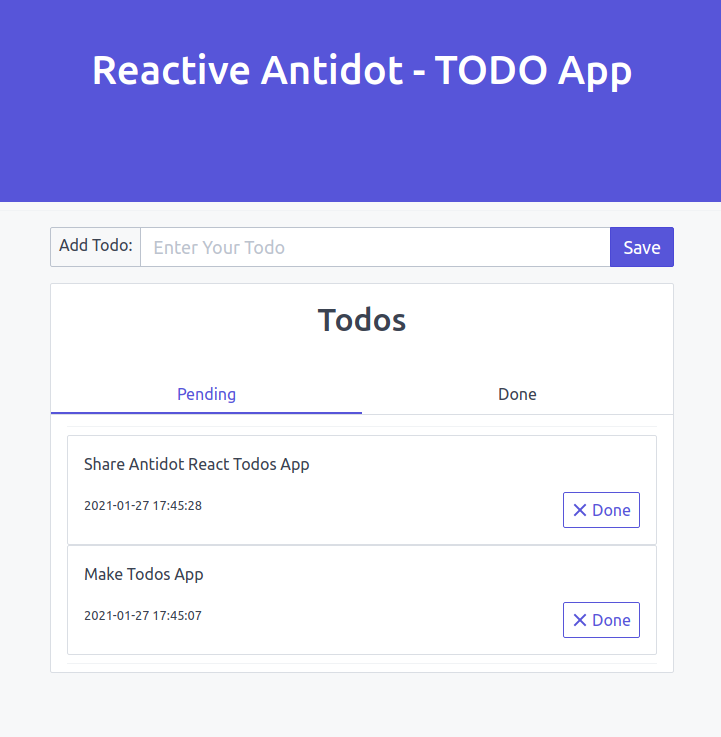 Reactive Antidot - TODO App
Add Todo: Enter Your Todo Save
Todos
Pending Done
Share Antidot React Todos App
2021-01-27 17:45:28 Done
Make Todos App
2021-01-27 17:45:07 Done